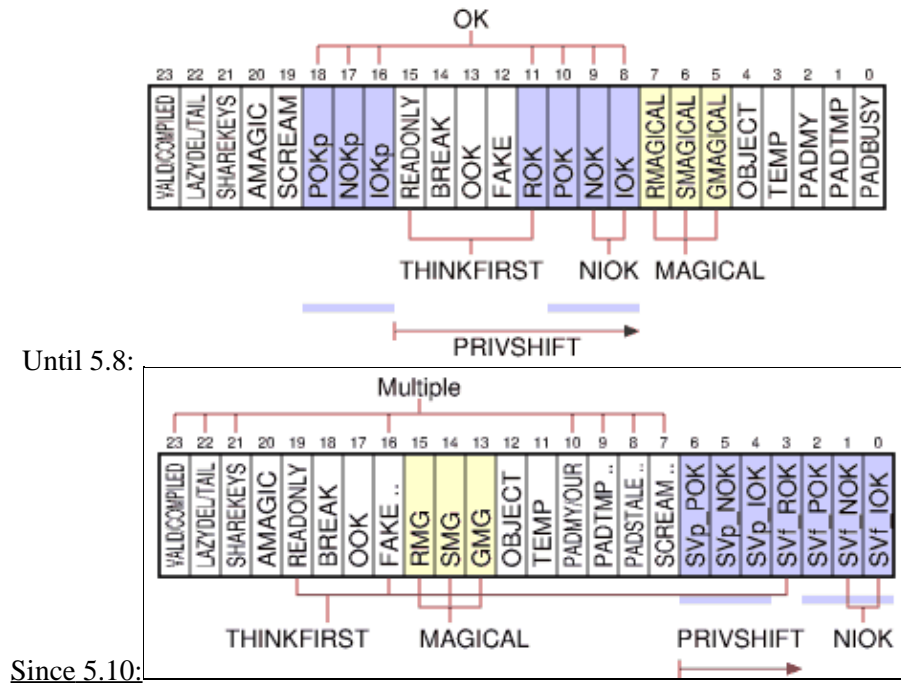 OK
23 22 21 20 19 18 17 16 15 14 13 12 11 10 9 8 7 6 5 4 3 2 1 0
VALD/COMPILED
LAZYDEL/TAIL
SHAREKEYS
AMAGIC
SCREAM
POKp
NOKp
IOKp
READONLY
BREAK
OOK
FAKE
ROK
POK
NOK
IOK
RMAGICAL
SMAGICAL
GMAGICAL
OBJECT
TEMP
PADMY
PADTMP
PADBUSY
THINKFIRST NIOK MAGICAL
PRIVSHIFT
Until 5.8:
Multiple
23 22 21 20 19 18 17 16 15 14 13 12 11 10 9 8 7 6 5 4 3 2 1 0
VALD/COMPILED
LAZYDEL/TAIL
SHAREKEYS
AMAGIC
READONLY
BREAK
OOK
FAKE ..
RMG
SMG
GMG
OBJECT
TEMP
PADMY/OUR
PADTMP ..
PADSTALE ..
SCREAM ..
SVp_POK
SVp_NOK
SVp_IOK
SVf_ROK
SVf_POK
SVf_NOK
SVf_IOK
THINKFIRST MAGICAL PRIVSHIFT NIOK
Since 5.10: